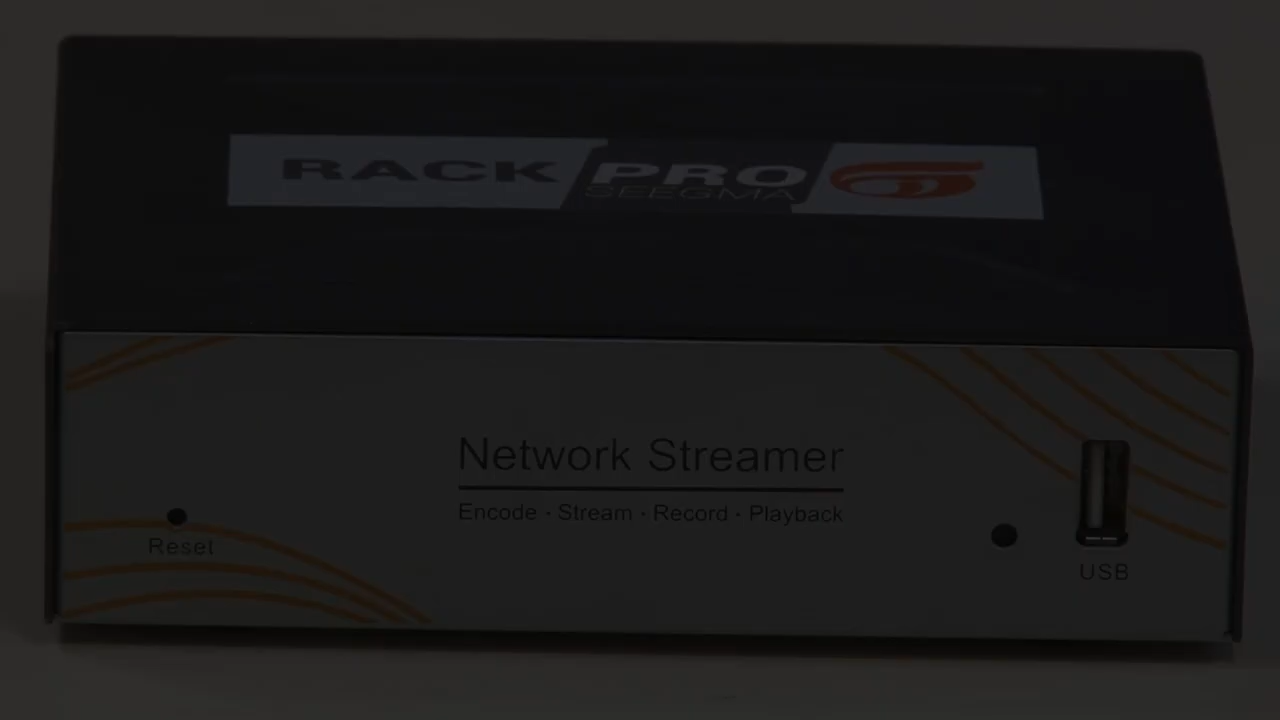 RACK PRO
SEEGMA
Network Streamer
Encode · Stream · Record · Playback
Reset
USB